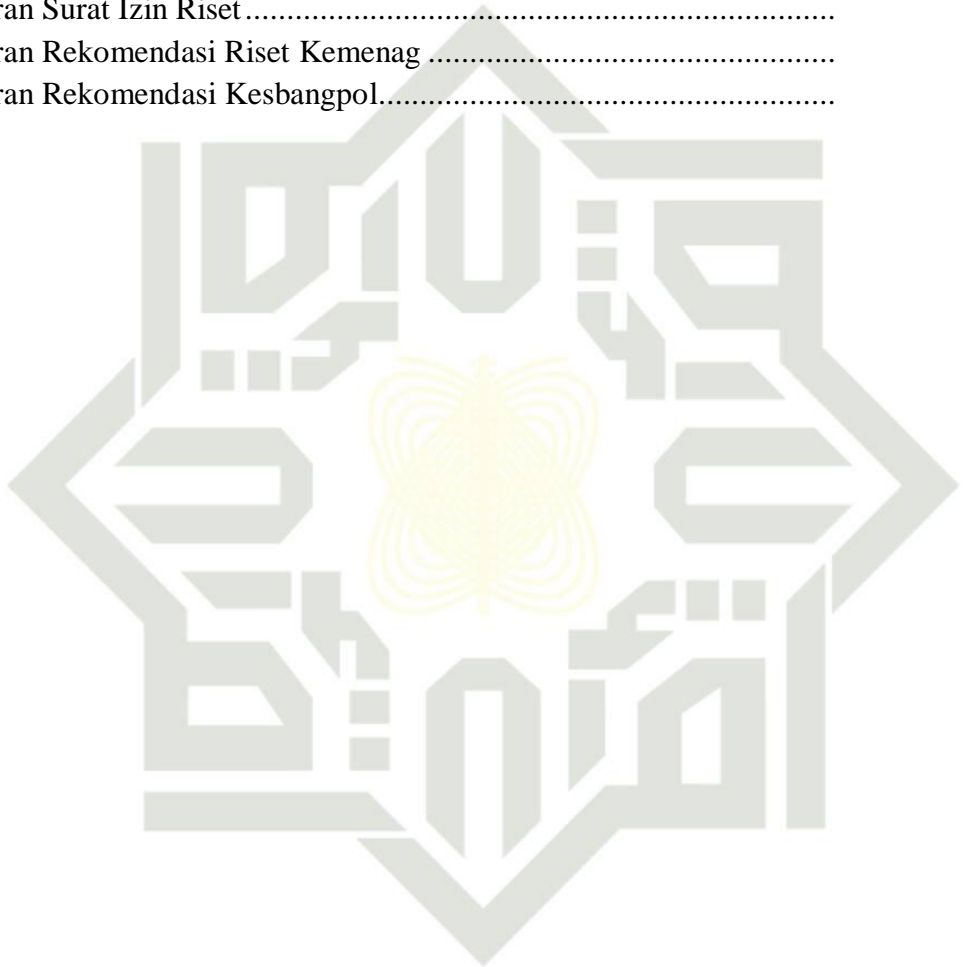 ran Surat Izin Riset......................................................................
ran Rekomendasi Riset Kemenag ................................................
ran Rekomendasi Kesbangpol......................................................